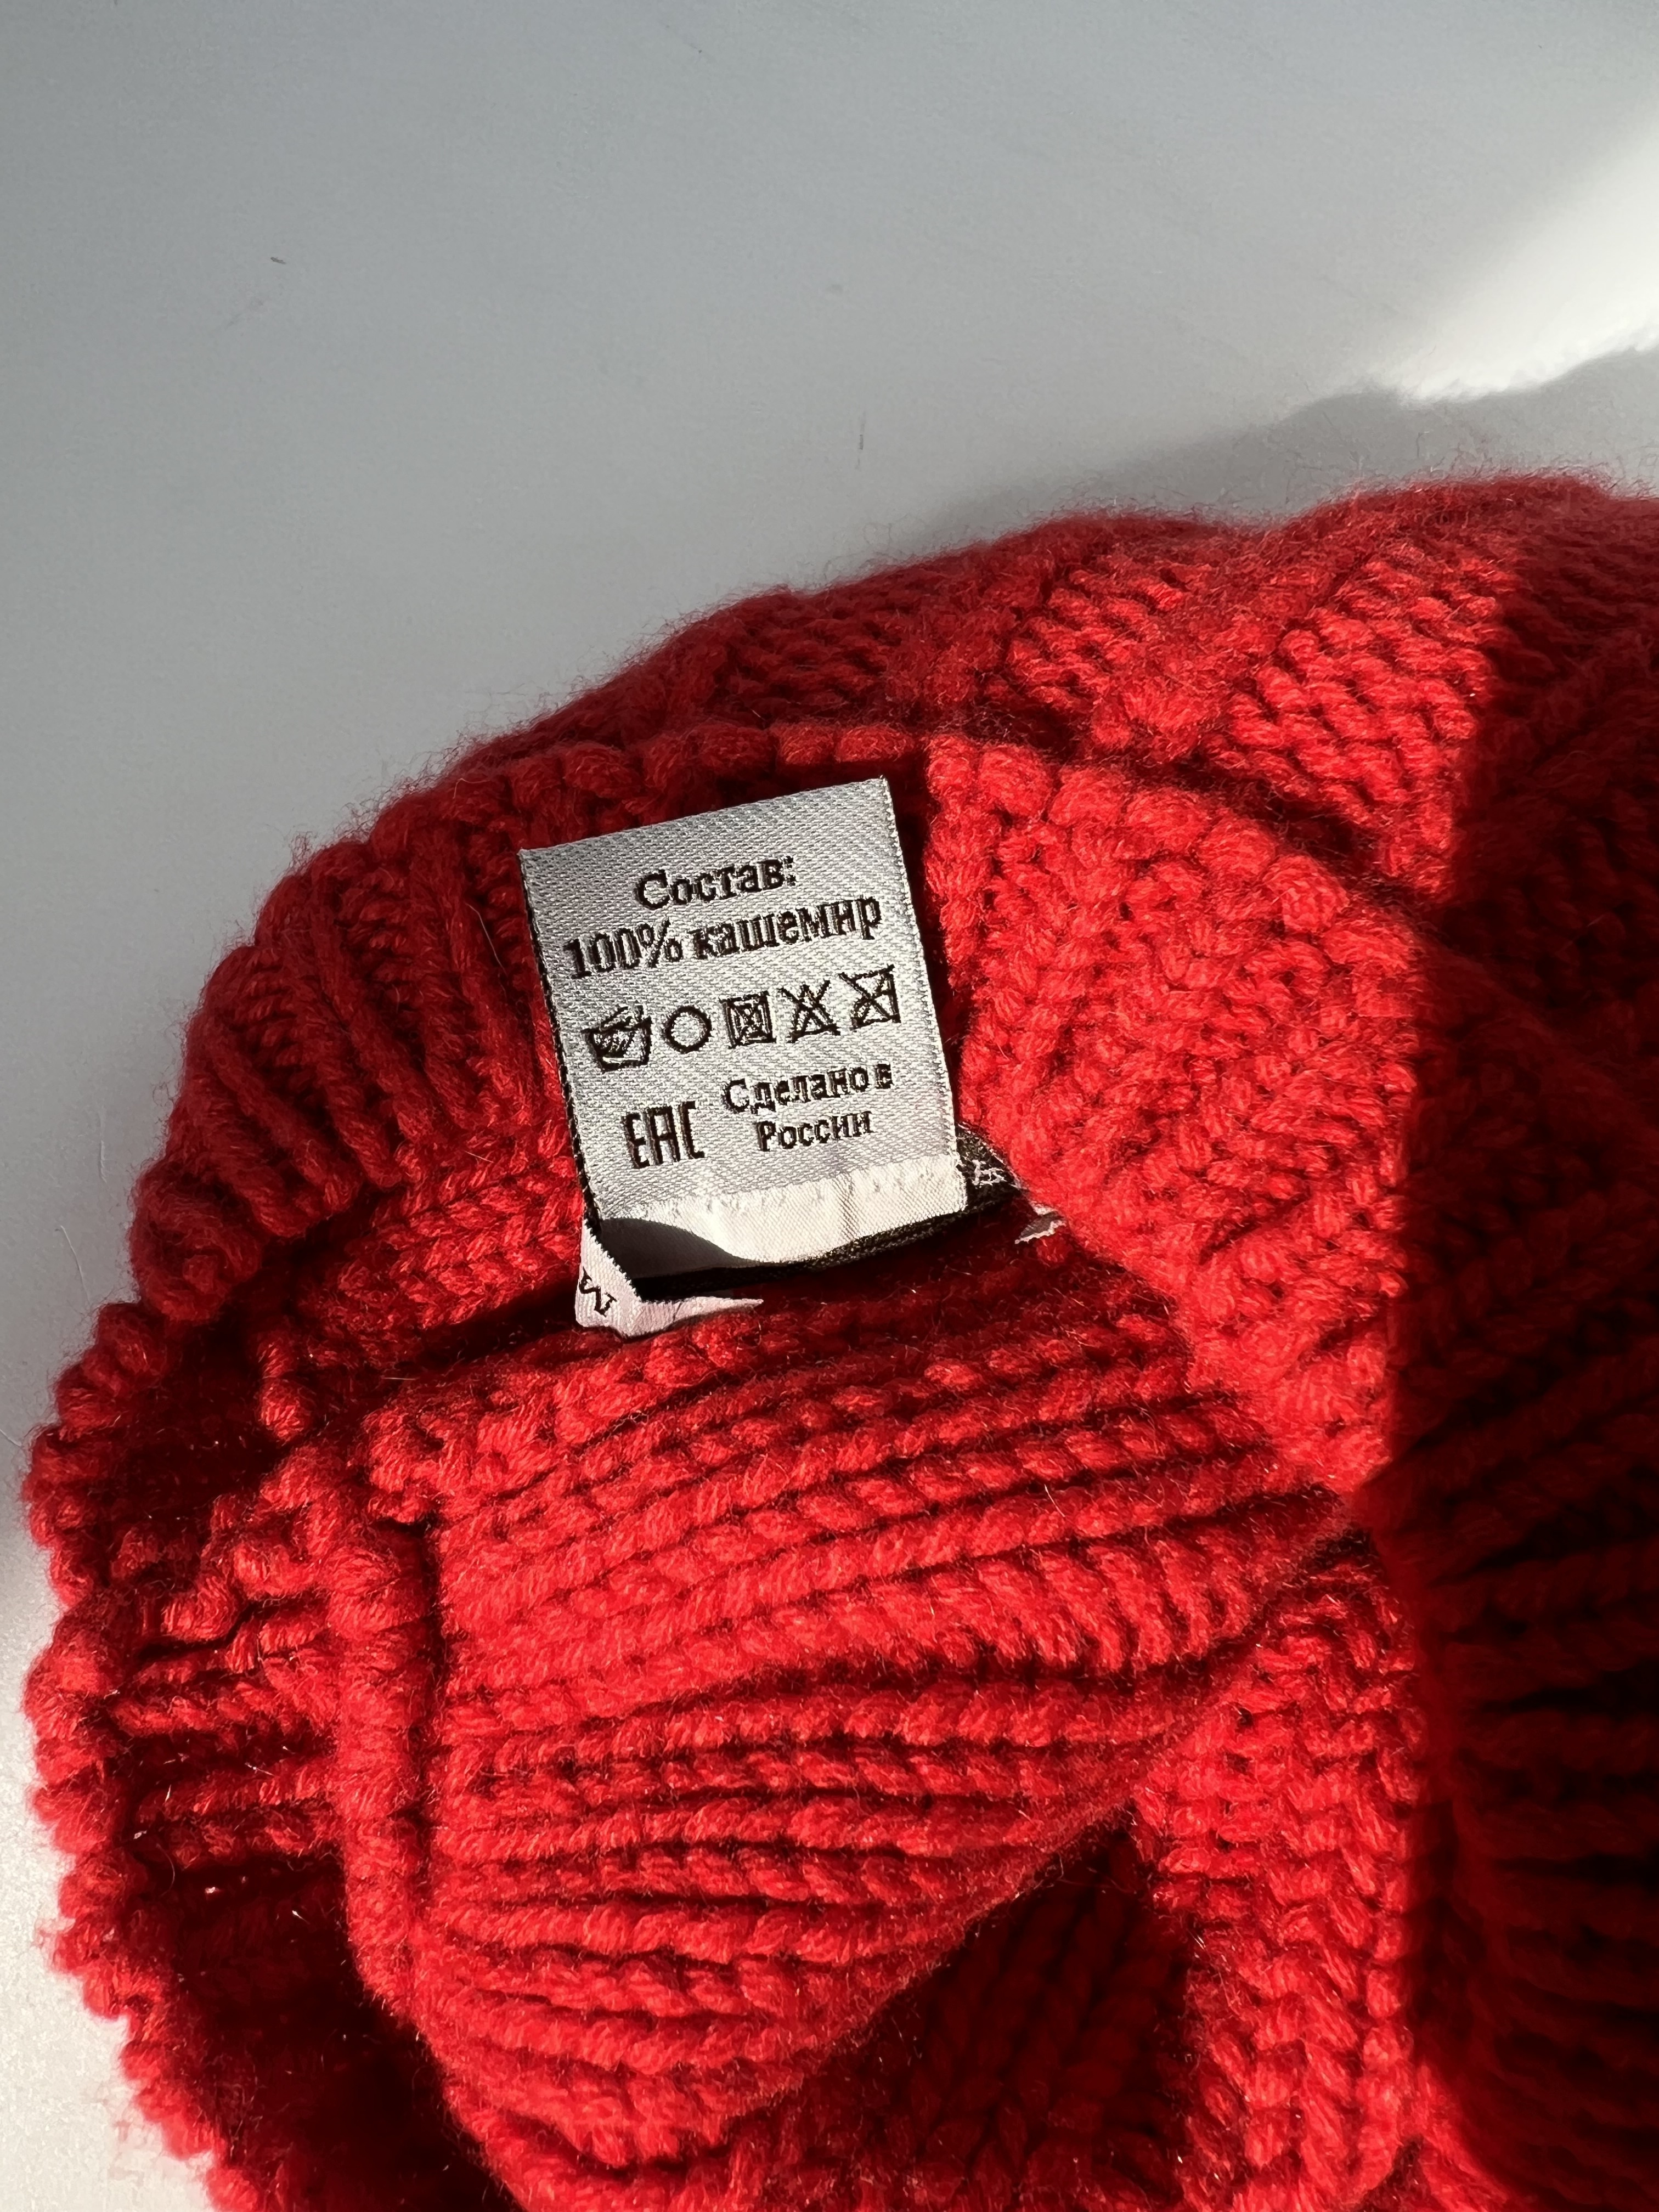 Состав:
100% кашемир
ЕАС
Сделано в
России
M